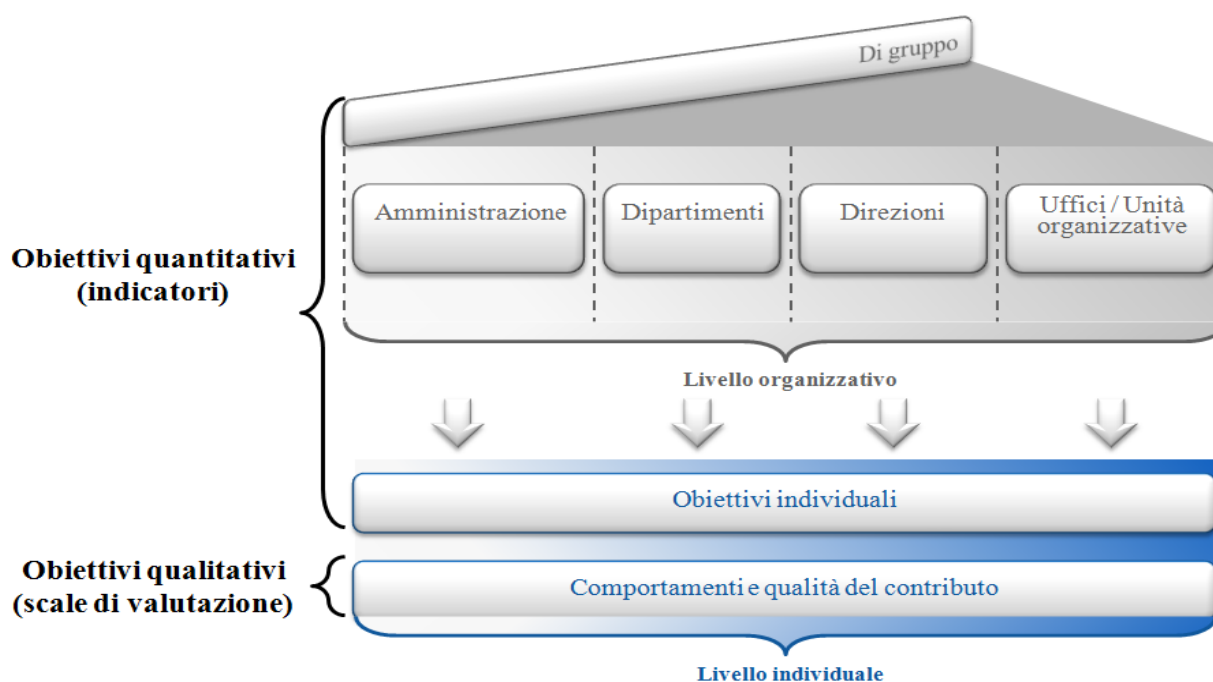 Di gruppo
Amministrazione
Dipartimenti
Direzioni
Uffici / Unità
organizzative
Obiettivi quantitativi
(indicatori)
Livello organizzativo
Obiettivi individuali
Obiettivi qualitativi
(scale di valutazione)
Comportamenti e qualità del contributo
Livello individuale